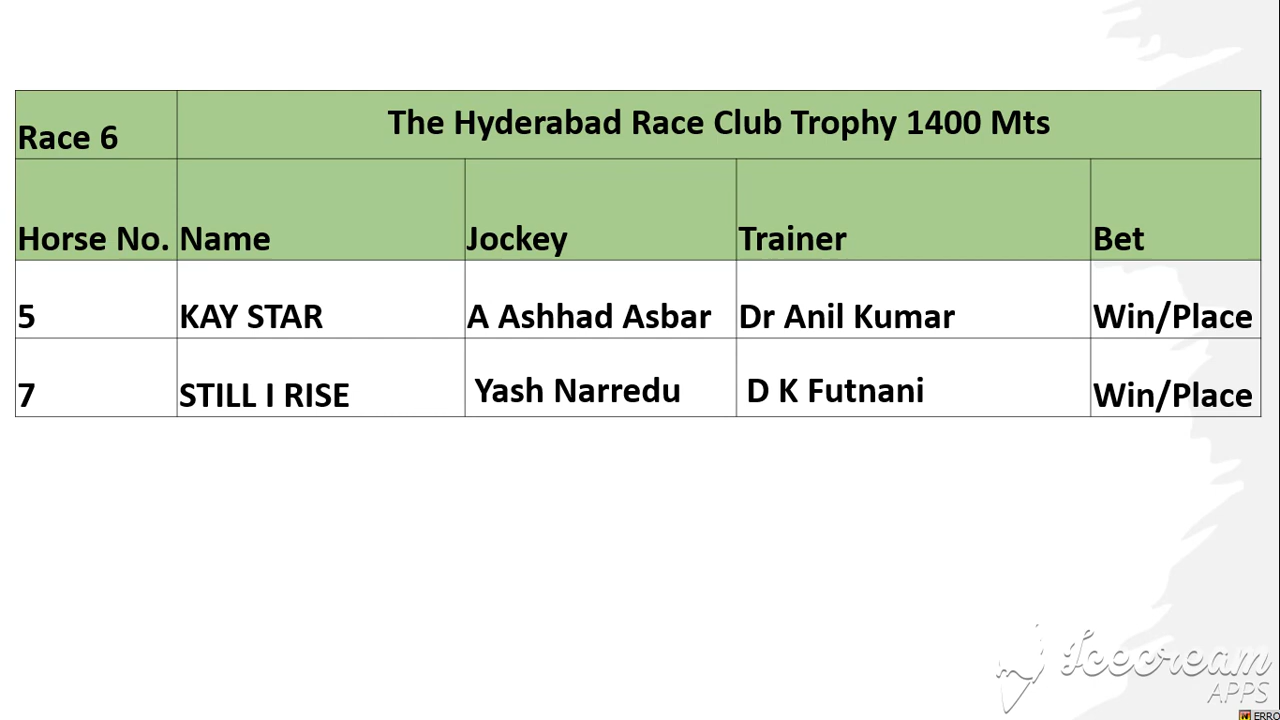 Race 6
The Hyderabad Race Club Trophy 1400 Mts
Horse No. Name Jockey Trainer Bet
5 KAY STAR A Ashhad Asbar Dr Anil Kumar Win/Place
7 STILL I RISE Yash Narredu D K Futnani Win/Place
Icecream
APPS
ERRO